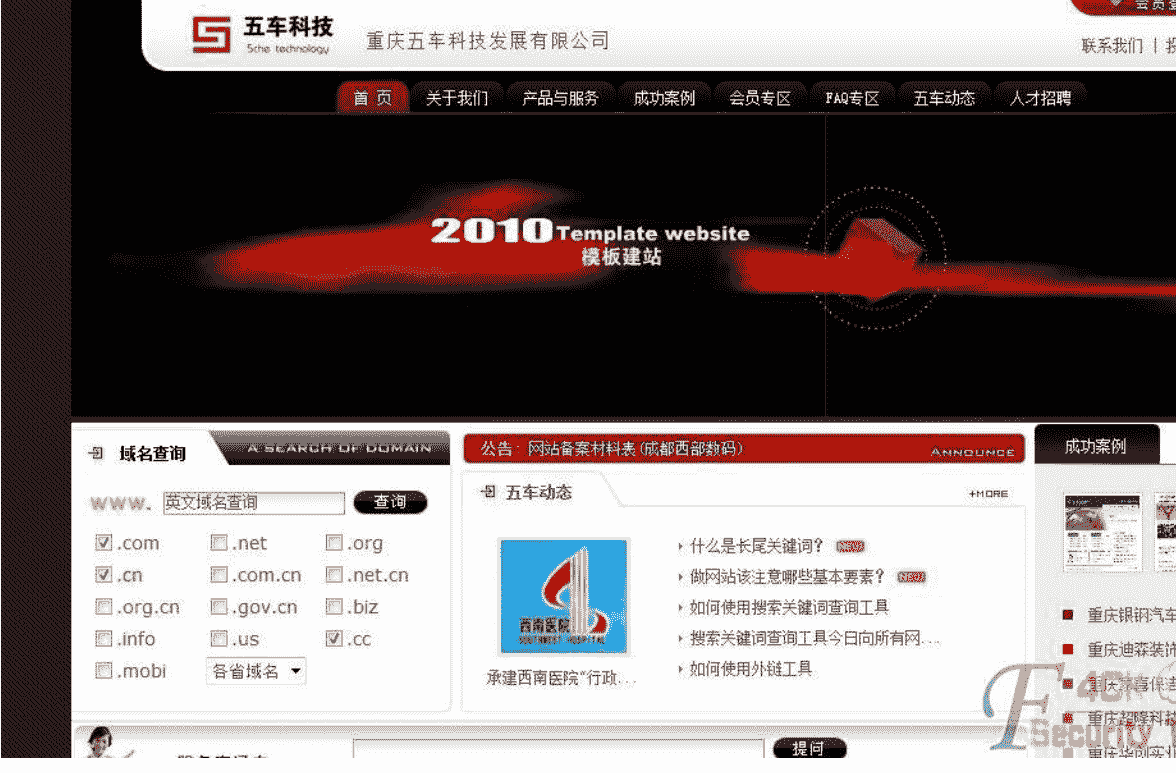 五车科技
5che technology
重庆五车科技发展有限公司
联系我们 |
首 页 关于我们 产品与服务 成功案例 会员专区 FAQ专区 五车动态 人才招聘
2010 Template website
模板建站
域名查询 A SEARCH OF DOMAIN
www. 英文域名查询 查询
.com .net .org
.cn .com.cn .net.cn
.org.cn .gov.cn .biz
.info .us .cc
.mobi 各省域名
公告: 网站备案材料表(成都西部数码) ANNOUNCE
五车动态 +MORE
西南医院
承建西南医院“行政...
什么是长尾关键词? NEW
做网站该注意哪些基本要素? NEW
如何使用搜索关键词查询工具
搜索关键词查询工具今日向所有网...
如何使用外链工具
成功案例
重庆银钢汽车
重庆迪森装饰
重庆超隆科技
F4CK
Security
提问